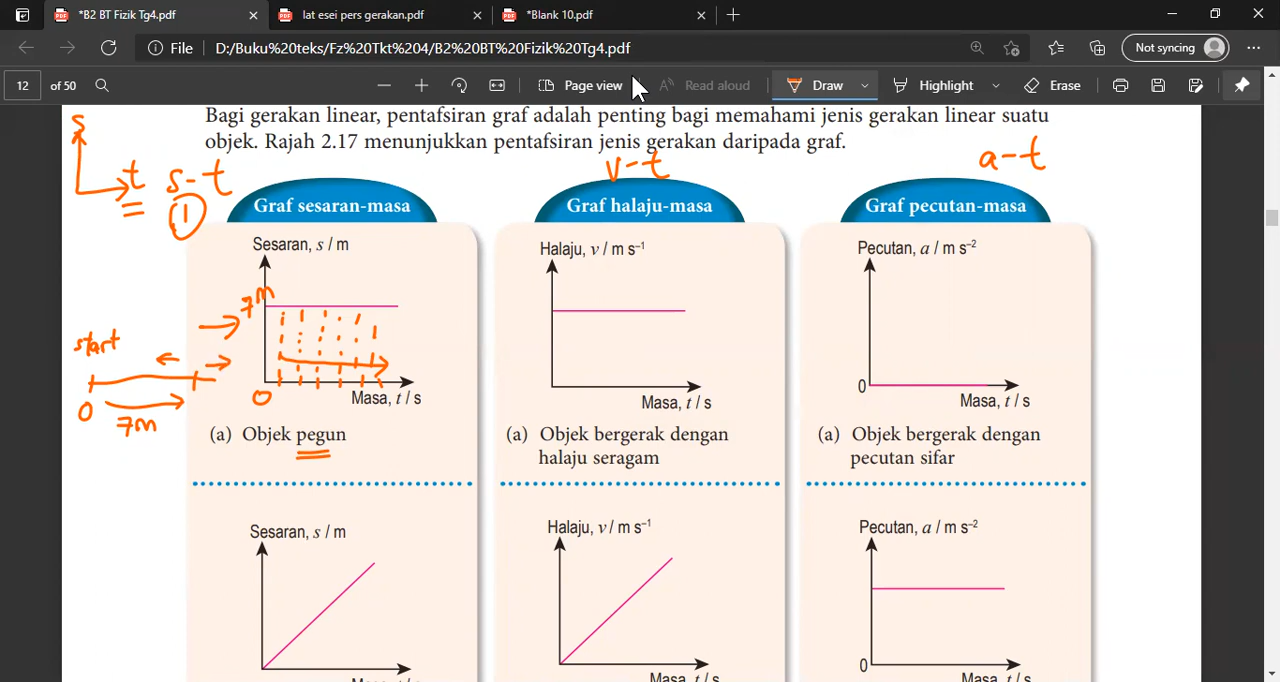 *B2 BT Fizik Tg4.pdf
lat esei pers gerakan.pdf
*Blank 10.pdf
File
D:/Buku%20teks/Fz%20Tkt%204/B2%20BT%20Fizik%20Tg4.pdf
Not syncing
12 of 50
Page view
Read aloud
Draw
Highlight
Erase
Bagi gerakan linear, pentafsiran graf adalah penting bagi memahami jenis gerakan linear suatu
objek. Rajah 2.17 menunjukkan pentafsiran jenis gerakan daripada graf.
s
t
s-t
1
v-t
a-t
Graf sesaran-masa
Sesaran, s / m
7m
0
Masa, t / s
start
0
7m
(a) Objek pegun
Sesaran, s / m
Graf halaju-masa
Halaju, v / m s⁻¹
Masa, t / s
(a) Objek bergerak dengan
halaju seragam
Halaju, v / m s⁻¹
Graf pecutan-masa
Pecutan, a / m s⁻²
0
Masa, t / s
(a) Objek bergerak dengan
pecutan sifar
Pecutan, a / m s⁻²
0
Masa, t / s
Masa, t / s
Masa, t / s